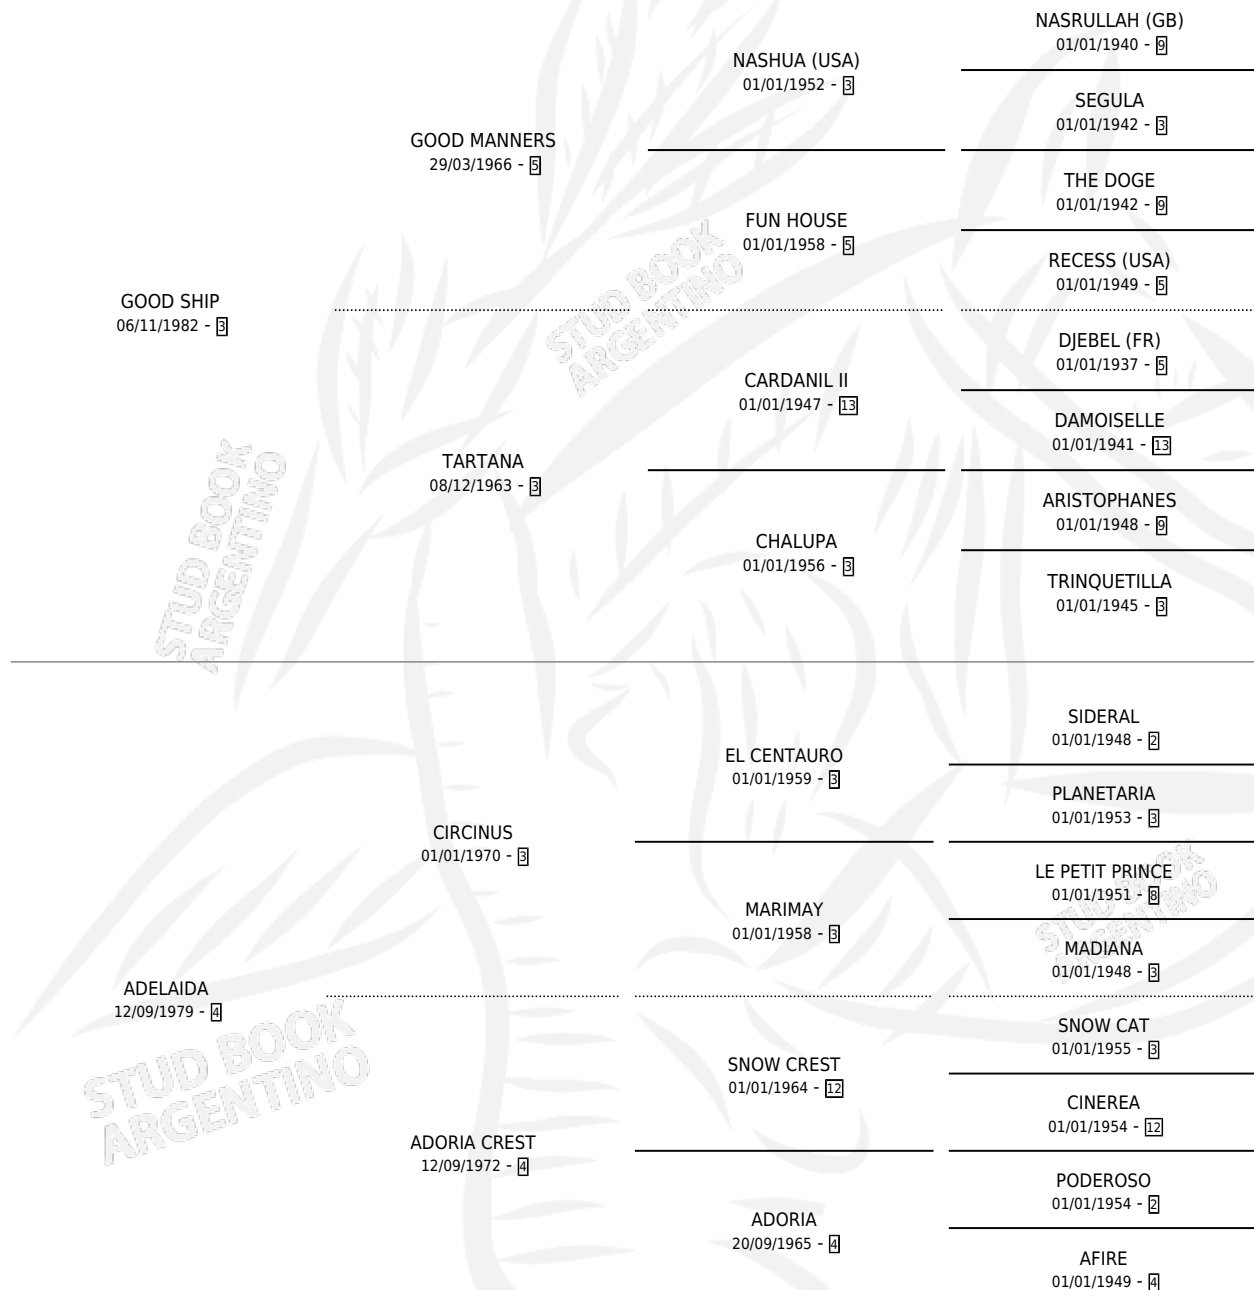 NASRULLAH (GB)
01/01/1940 - 9
NASHUA (USA)
01/01/1952 - 3
SEGULA
01/01/1942 - 3
GOOD MANNERS
29/03/1966 - 5
THE DOGE
01/01/1942 - 9
FUN HOUSE
01/01/1958 - 5
RECESS (USA)
01/01/1949 - 5
GOOD SHIP
06/11/1982 - 3
DJEBEL (FR)
01/01/1937 - 5
CARDANIL II
01/01/1947 - 13
DAMOISELLE
01/01/1941 - 13
TARTANA
08/12/1963 - 3
ARISTOPHANES
01/01/1948 - 9
CHALUPA
01/01/1956 - 3
TRINQUETILLA
01/01/1945 - 3
SIDERAL
01/01/1948 - 2
EL CENTAURO
01/01/1959 - 3
PLANETARIA
01/01/1953 - 3
CIRCINUS
01/01/1970 - 3
LE PETIT PRINCE
01/01/1951 - 8
MARIMAY
01/01/1958 - 3
MADIANA
01/01/1948 - 3
ADELAIDA
12/09/1979 - 4
SNOW CAT
01/01/1955 - 3
SNOW CREST
01/01/1964 - 12
CINEREA
01/01/1954 - 12
ADORIA CREST
12/09/1972 - 4
PODEROSO
01/01/1954 - 2
ADORIA
20/09/1965 - 4
AFIRE
01/01/1949 - 4
STUD BOOK
ARGENTINO
STUD BOOK
ARGENTINO
STUD BOOK
ARGENTINO
STUD BOOK
ARGENTINO